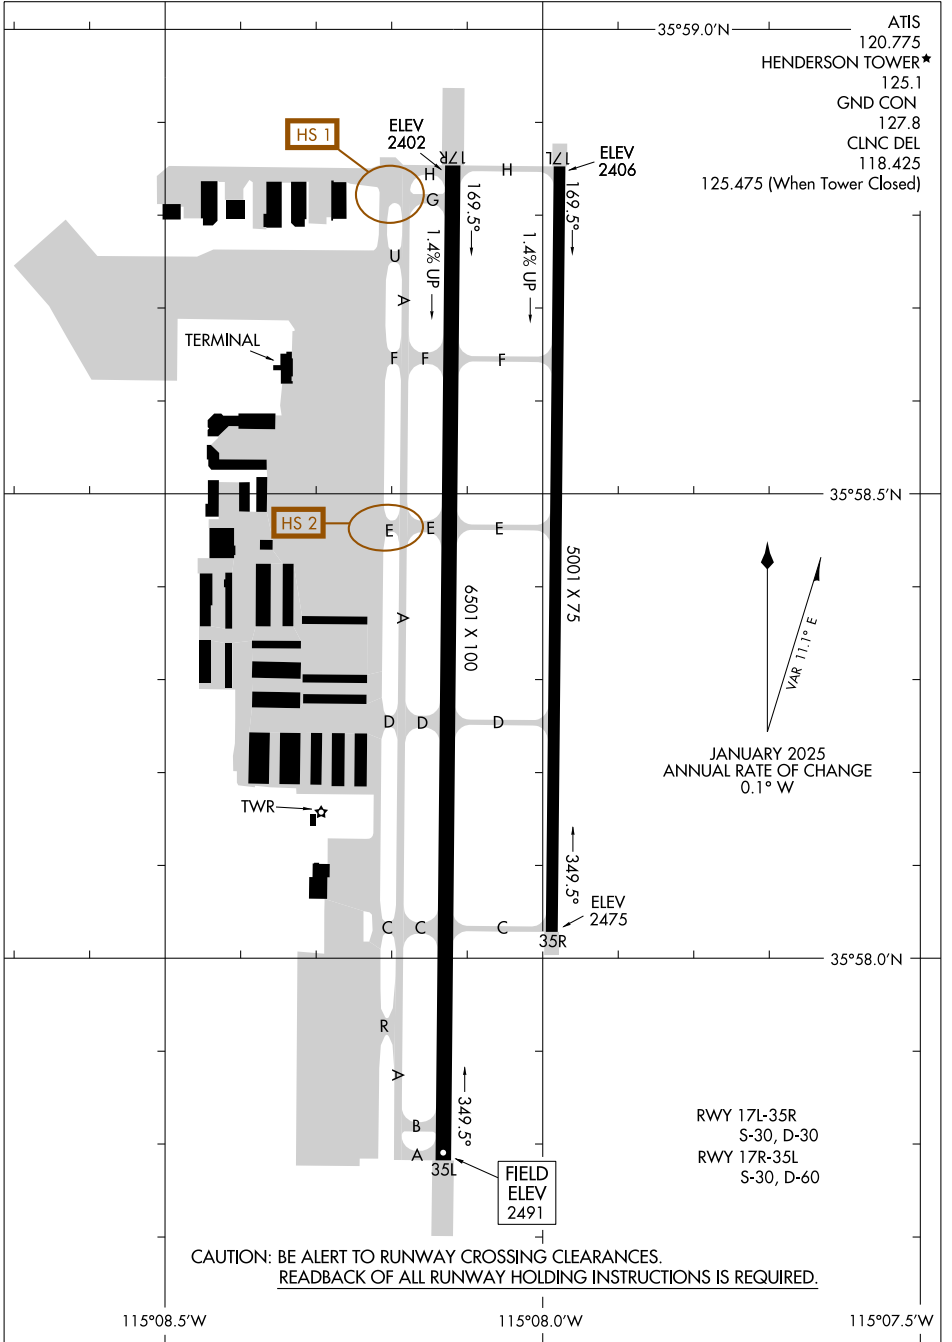 35°59.0'N
ATIS
120.775
HENDERSON TOWER★
125.1
GND CON
127.8
CLNC DEL
118.425
125.475 (When Tower Closed)
HS 1
ELEV
2402
17R
17L
ELEV
2406
H
H
G
169.5°
169.5°
1.4% UP
1.4% UP
U
A
TERMINAL
F
F
F
35°58.5'N
HS 2
E
E
E
5001 X 75
6501 X 100
A
VAR 11.1° E
D
D
D
JANUARY 2025
ANNUAL RATE OF CHANGE
0.1° W
TWR
349.5°
ELEV
2475
C
C
C
35R
35°58.0'N
R
A
349.5°
B
A
35L
RWY 17L-35R
S-30, D-30
RWY 17R-35L
S-30, D-60
FIELD
ELEV
2491
CAUTION: BE ALERT TO RUNWAY CROSSING CLEARANCES.
READBACK OF ALL RUNWAY HOLDING INSTRUCTIONS IS REQUIRED.
115°08.5'W
115°08.0'W
115°07.5'W